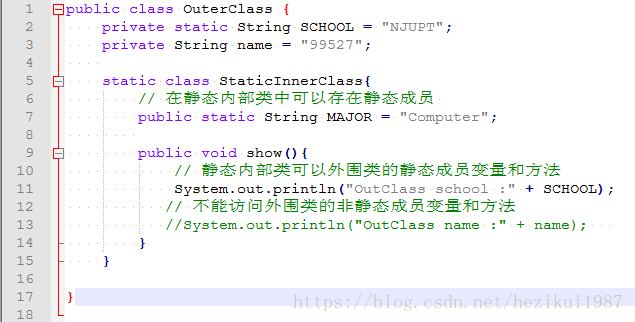 1 public class OuterClass {
2 private static String SCHOOL = "NJUPT";
3 private String name = "99527";
4
5 static class StaticInnerClass{
6 // 在静态内部类中可以存在静态成员
7 public static String MAJOR = "Computer";
8
9 public void show(){
10 // 静态内部类可以外围类的静态成员变量和方法
11 System.out.println("OutClass school :" + SCHOOL);
12 // 不能访问外围类的非静态成员变量和方法
13 //System.out.println("OutClass name :" + name);
14 }
15 }
16
17 }
18
https://blog.csdn.net/hezikui1987